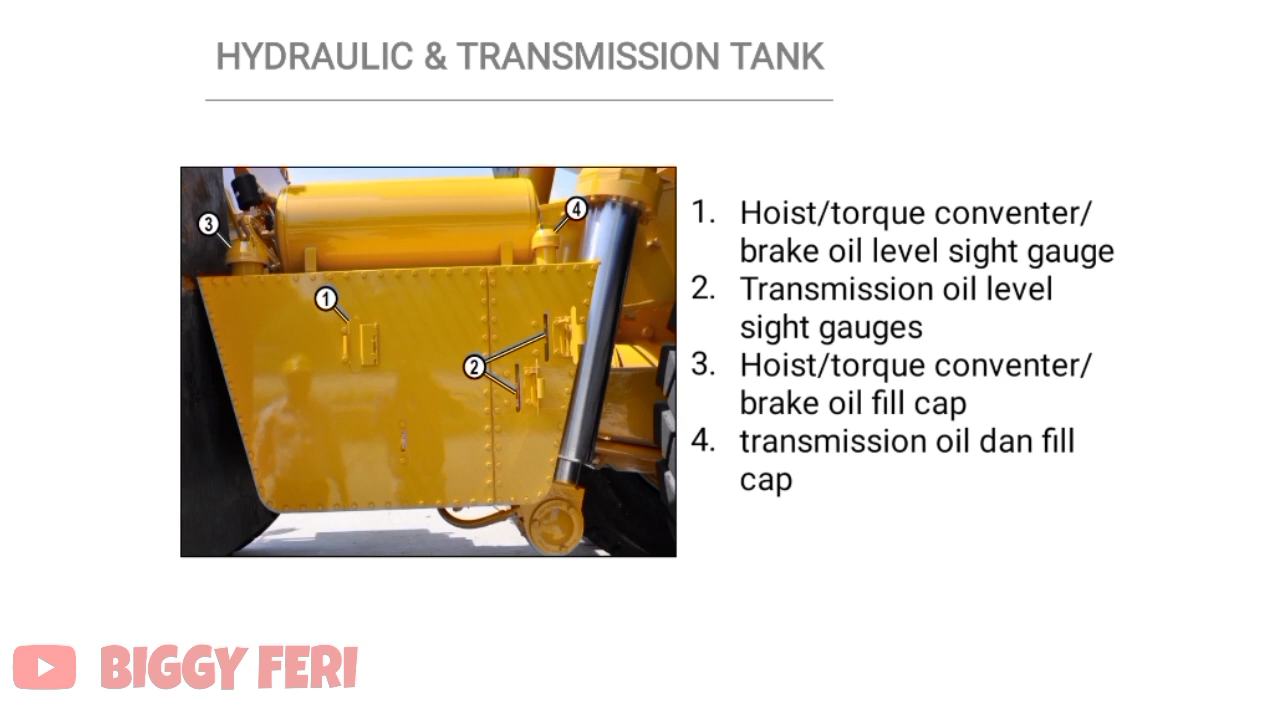 HYDRAULIC & TRANSMISSION TANK
3
4
1
2
1. Hoist/torque conventer/
brake oil level sight gauge
2. Transmission oil level
sight gauges
3. Hoist/torque conventer/
brake oil fill cap
4. transmission oil dan fill
cap
BIGGY FERI